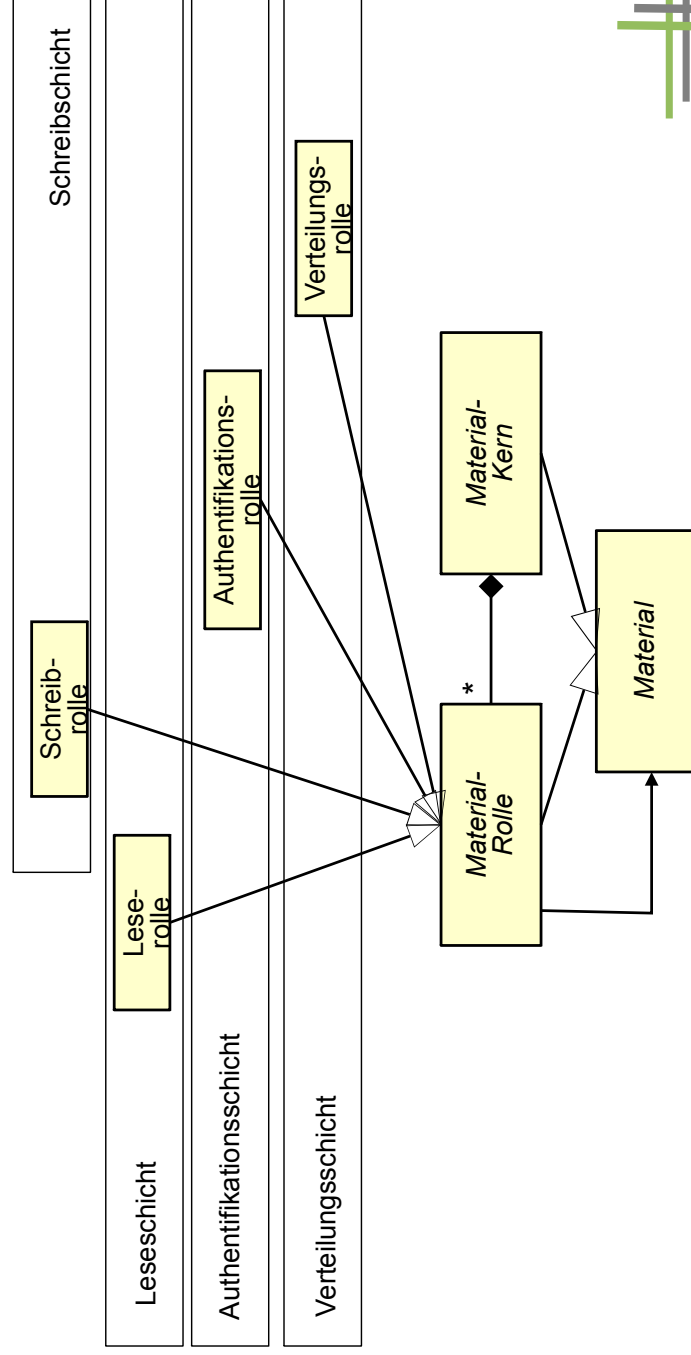 Schreibschicht
Schreib-
rolle
Lese-
rolle
Leseschicht
Authentifikations-
rolle
Authentifikationsschicht
Verteilungs-
rolle
Verteilungsschicht
*
Material-
Rolle
Material-
Kern
Material